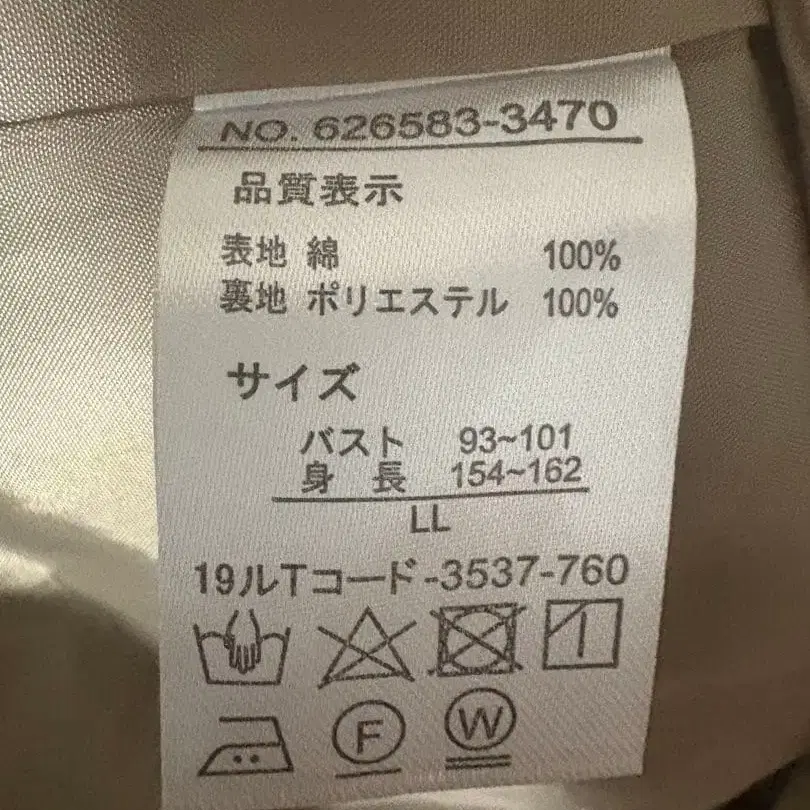 NO. 626583-3470
品質表示
表地 綿 100%
裏地 ポリエステル 100%
サイズ
バスト 93~101
身 長 154~162
LL
19ルTコード-3537-760
F W